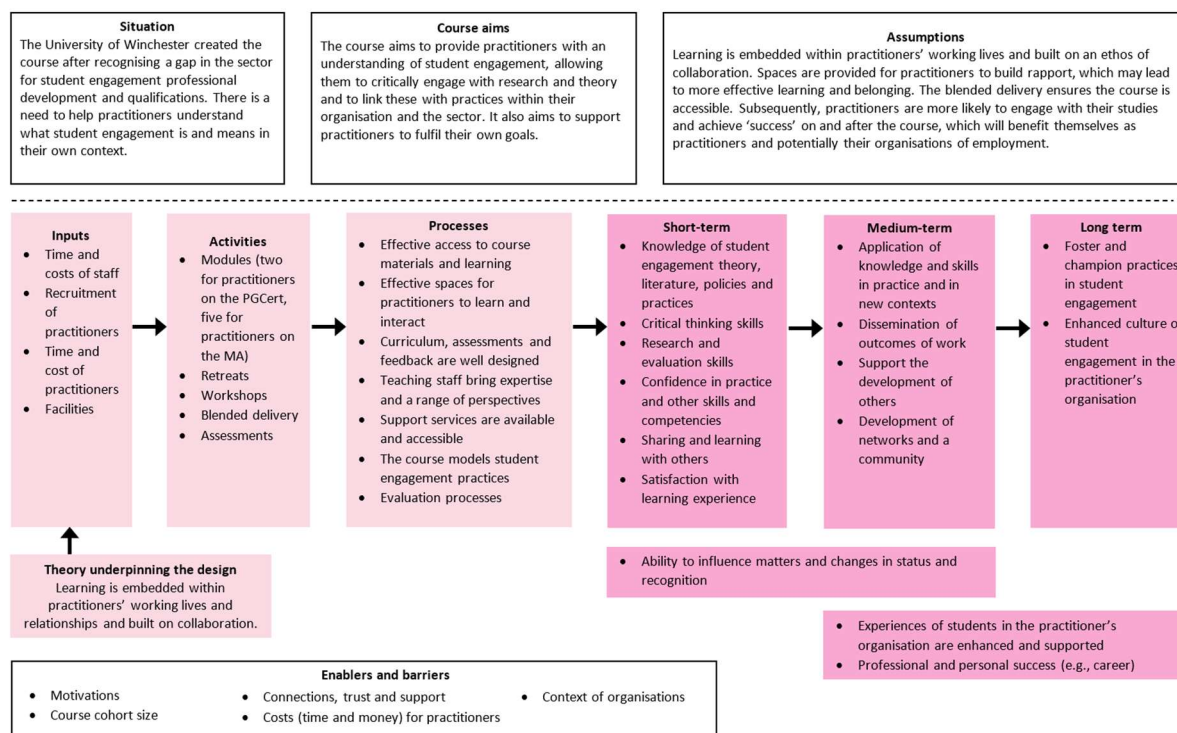 Situation
The University of Winchester created the
course after recognising a gap in the sector
for student engagement professional
development and qualifications. There is a
need to help practitioners understand
what student engagement is and means in
their own context.
Course aims
The course aims to provide practitioners with an
understanding of student engagement, allowing
them to critically engage with research and theory
and to link these with practices within their
organisation and the sector. It also aims to support
practitioners to fulfil their own goals.
Assumptions
Learning is embedded within practitioners' working lives and built on an ethos of
collaboration. Spaces are provided for practitioners to build rapport, which may lead
to more effective learning and belonging. The blended delivery ensures the course is
accessible. Subsequently, practitioners are more likely to engage with their studies
and achieve 'success' on and after the course, which will benefit themselves as
practitioners and potentially their organisations of employment.
Inputs
• Time and
costs of staff
• Recruitment
of
practitioners
• Time and
cost of
practitioners
• Facilities
Activities
• Modules (two
for practitioners
on the PGCert,
five for
practitioners on
the MA)
• Retreats
• Workshops
• Blended delivery
• Assessments
Processes
• Effective access to course
materials and learning
• Effective spaces for
practitioners to learn and
interact
• Curriculum, assessments and
feedback are well designed
• Teaching staff bring expertise
and a range of perspectives
• Support services are available
and accessible
• The course models student
engagement practices
• Evaluation processes
Short-term
• Knowledge of student
engagement theory,
literature, policies and
practices
• Critical thinking skills
• Research and
evaluation skills
• Confidence in practice
and other skills and
competencies
• Sharing and learning
with others
• Satisfaction with
learning experience
Medium-term
• Application of
knowledge and skills
in practice and in
new contexts
• Dissemination of
outcomes of work
• Support the
development of
others
• Development of
networks and a
community
Long term
• Foster and
champion practices
in student
engagement
• Enhanced culture o
student
engagement in the
practitioner's
organisation
Theory underpinning the design
Learning is embedded within
practitioners' working lives and
relationships and built on collaboration.
• Ability to influence matters and changes in status and
recognition
• Experiences of students in the practitioner's
organisation are enhanced and supported
• Professional and personal success (e.g., career)
Enablers and barriers
• Motivations
• Course cohort size
• Connections, trust and support
• Costs (time and money) for practitioners
• Context of organisations